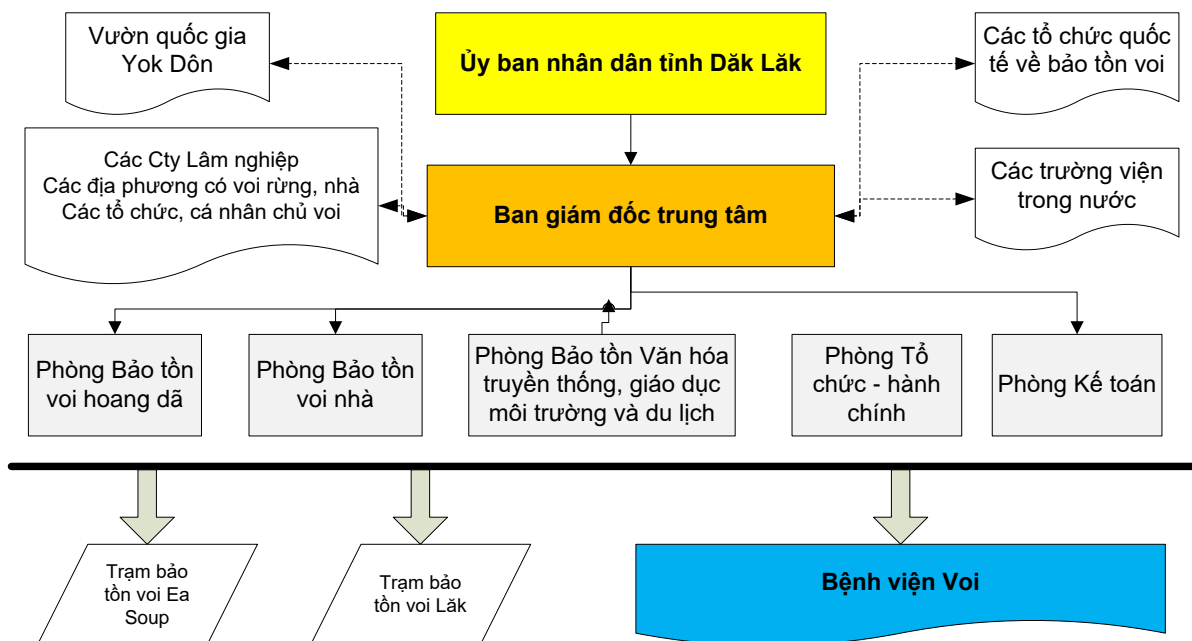 Vườn quốc gia
Yok Dôn
Ủy ban nhân dân tỉnh Dăk Lăk
Các tổ chức quốc
tế về bảo tồn voi
Các Cty Lâm nghiệp
Các địa phương có voi rừng, nhà
Các tổ chức, cá nhân chủ voi
Ban giám đốc trung tâm
Các trường viện
trong nước
Phòng Bảo tồn
voi hoang dã
Phòng Bảo tồn
voi nhà
Phòng Bảo tồn Văn hóa
truyền thống, giáo dục
môi trường và du lịch
Phòng Tổ
chức - hành
chính
Phòng Kế toán
Trạm bảo
tồn voi Ea
Soup
Trạm bảo
tồn voi Lăk
Bệnh viện Voi